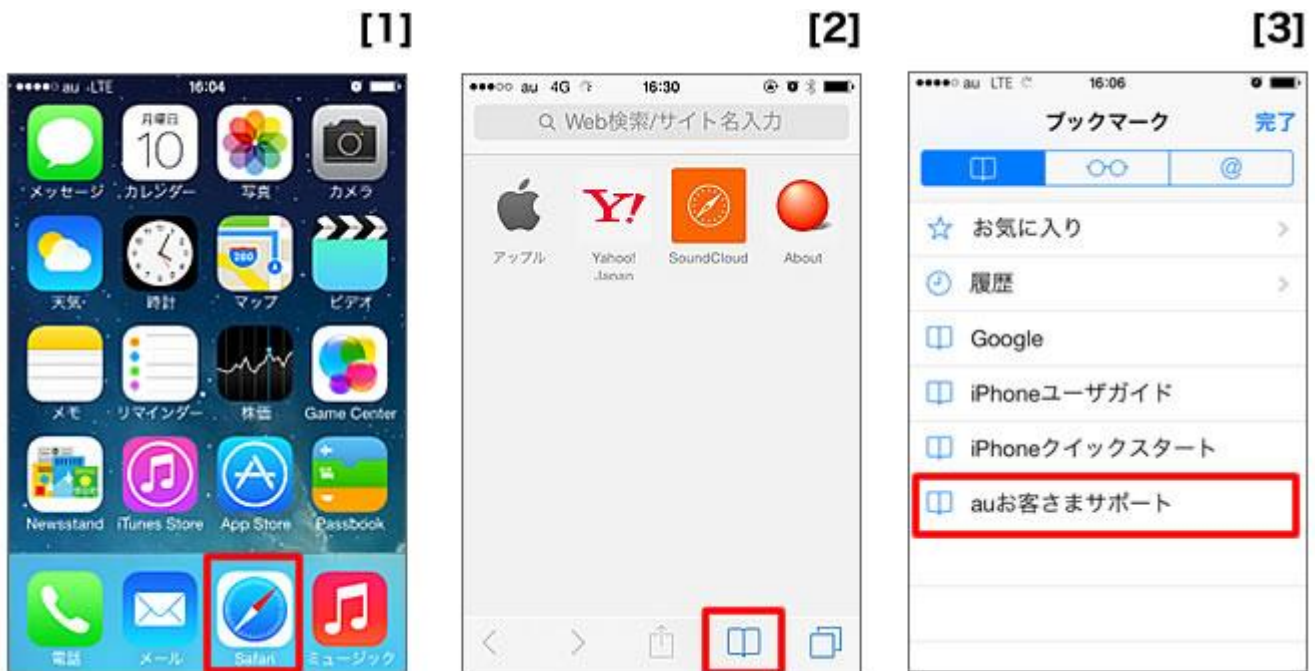 [1]
au LTE 16:04
月曜日
10
メッセージ カレンダー 写真 カメラ
280
天気 時計 マップ ビデオ
メモ リマインダー 株価 Game Center
Newsstand iTunes Store App Store Passbook
電話 メール Safari ミュージック
[2]
au 4G 16:30
Web検索/サイト名入力
Y!
アップル Yahoo! SoundCloud About
Japan
[3]
au LTE 16:06
ブックマーク 完了
@
お気に入り
履歴
Google
iPhoneユーザガイド
iPhoneクイックスタート
auお客さまサポート